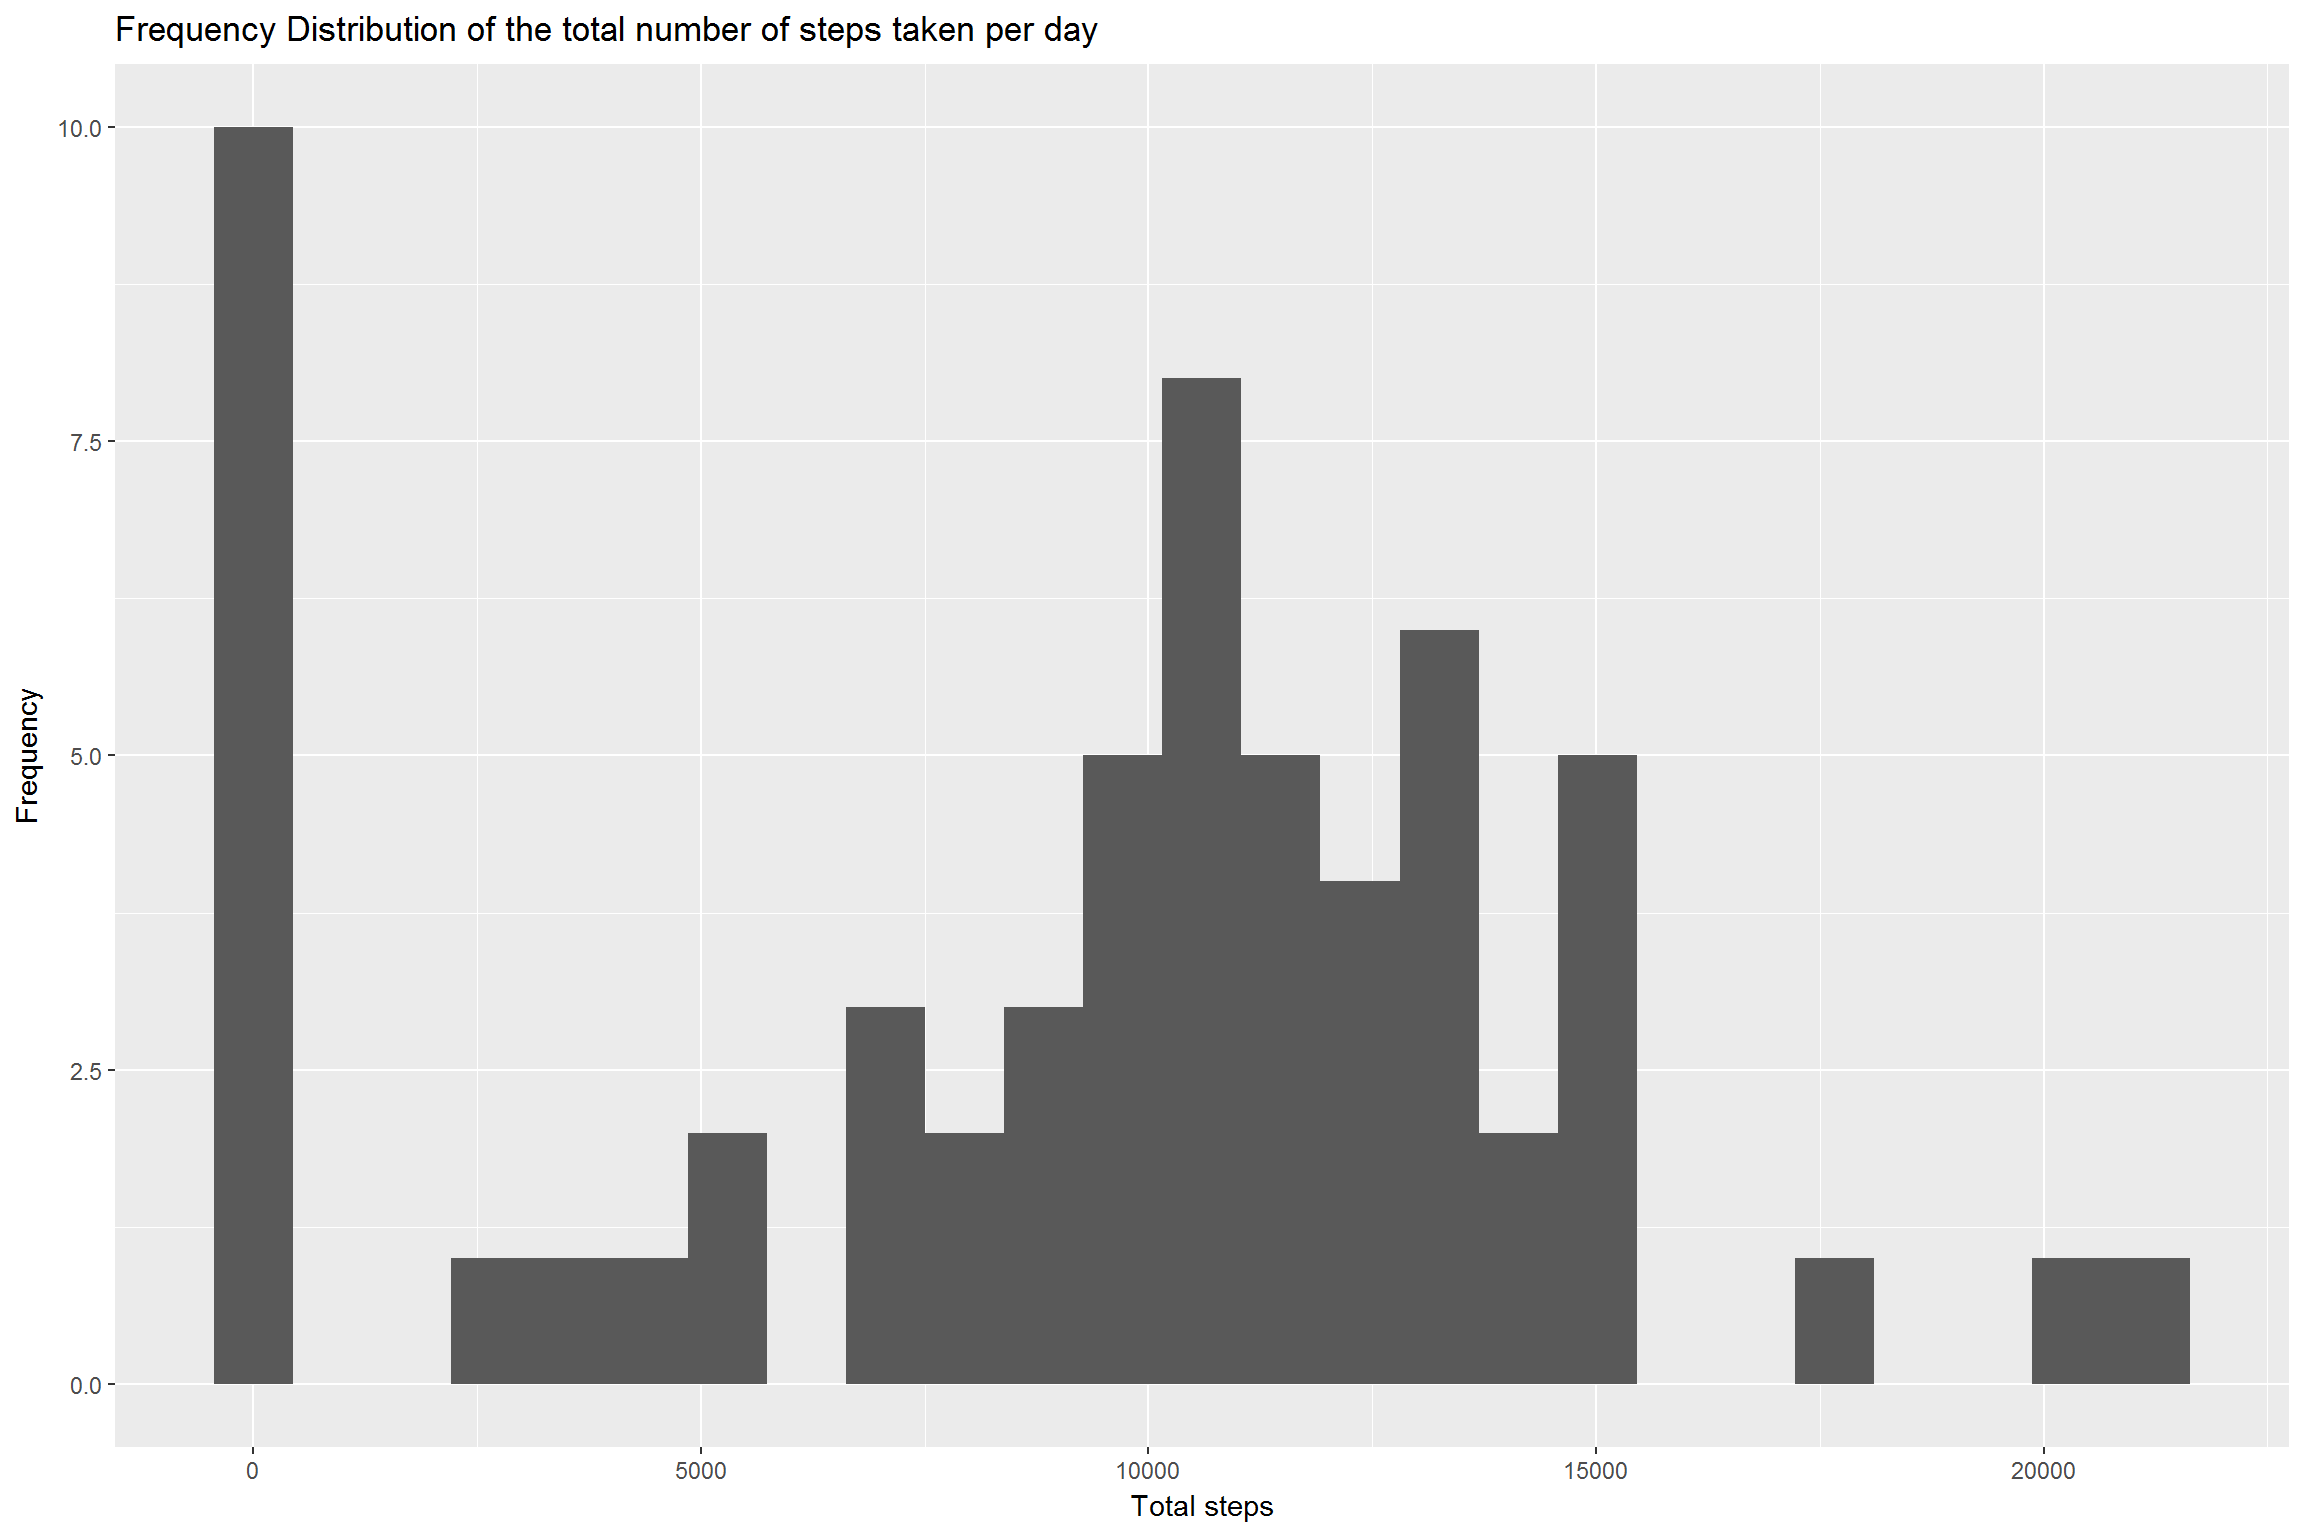 Frequency Distribution of the total number of steps taken per day
10.0
7.5
5.0
2.5
0.0
Frequency
0 5000 10000 15000 20000
Total steps